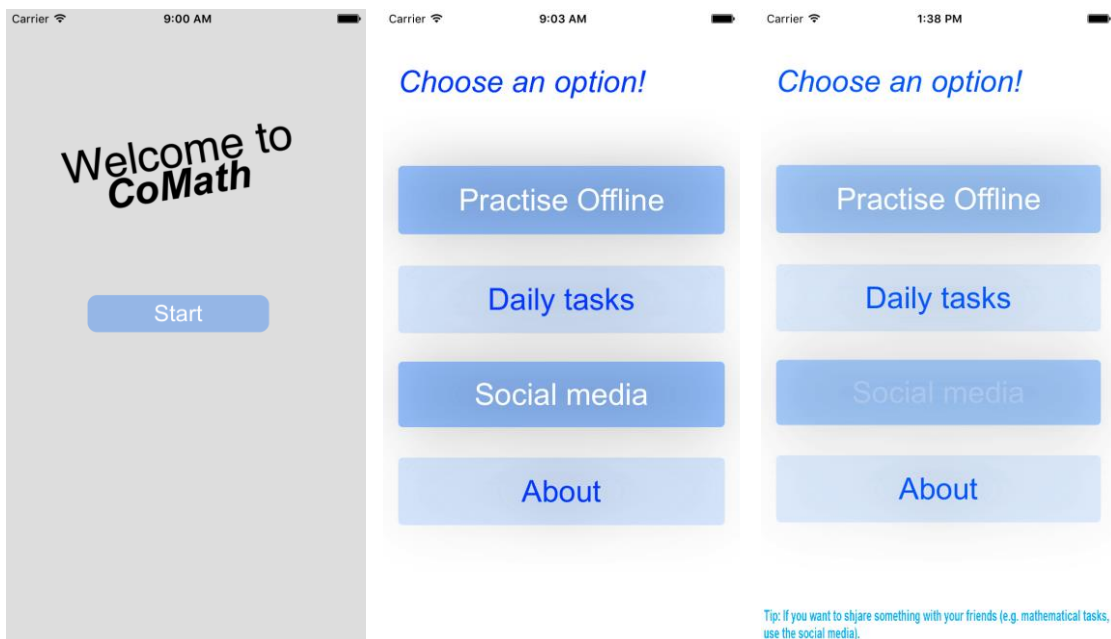 Carrier 9:00 AM
Welcome to
CoMath
Start
Carrier 9:03 AM
Choose an option!
Practise Offline
Daily tasks
Social media
About
Carrier 1:38 PM
Choose an option!
Practise Offline
Daily tasks
Social media
About
Tip: If you want to shjare something with your friends (e.g. mathematical tasks,
use the social media).